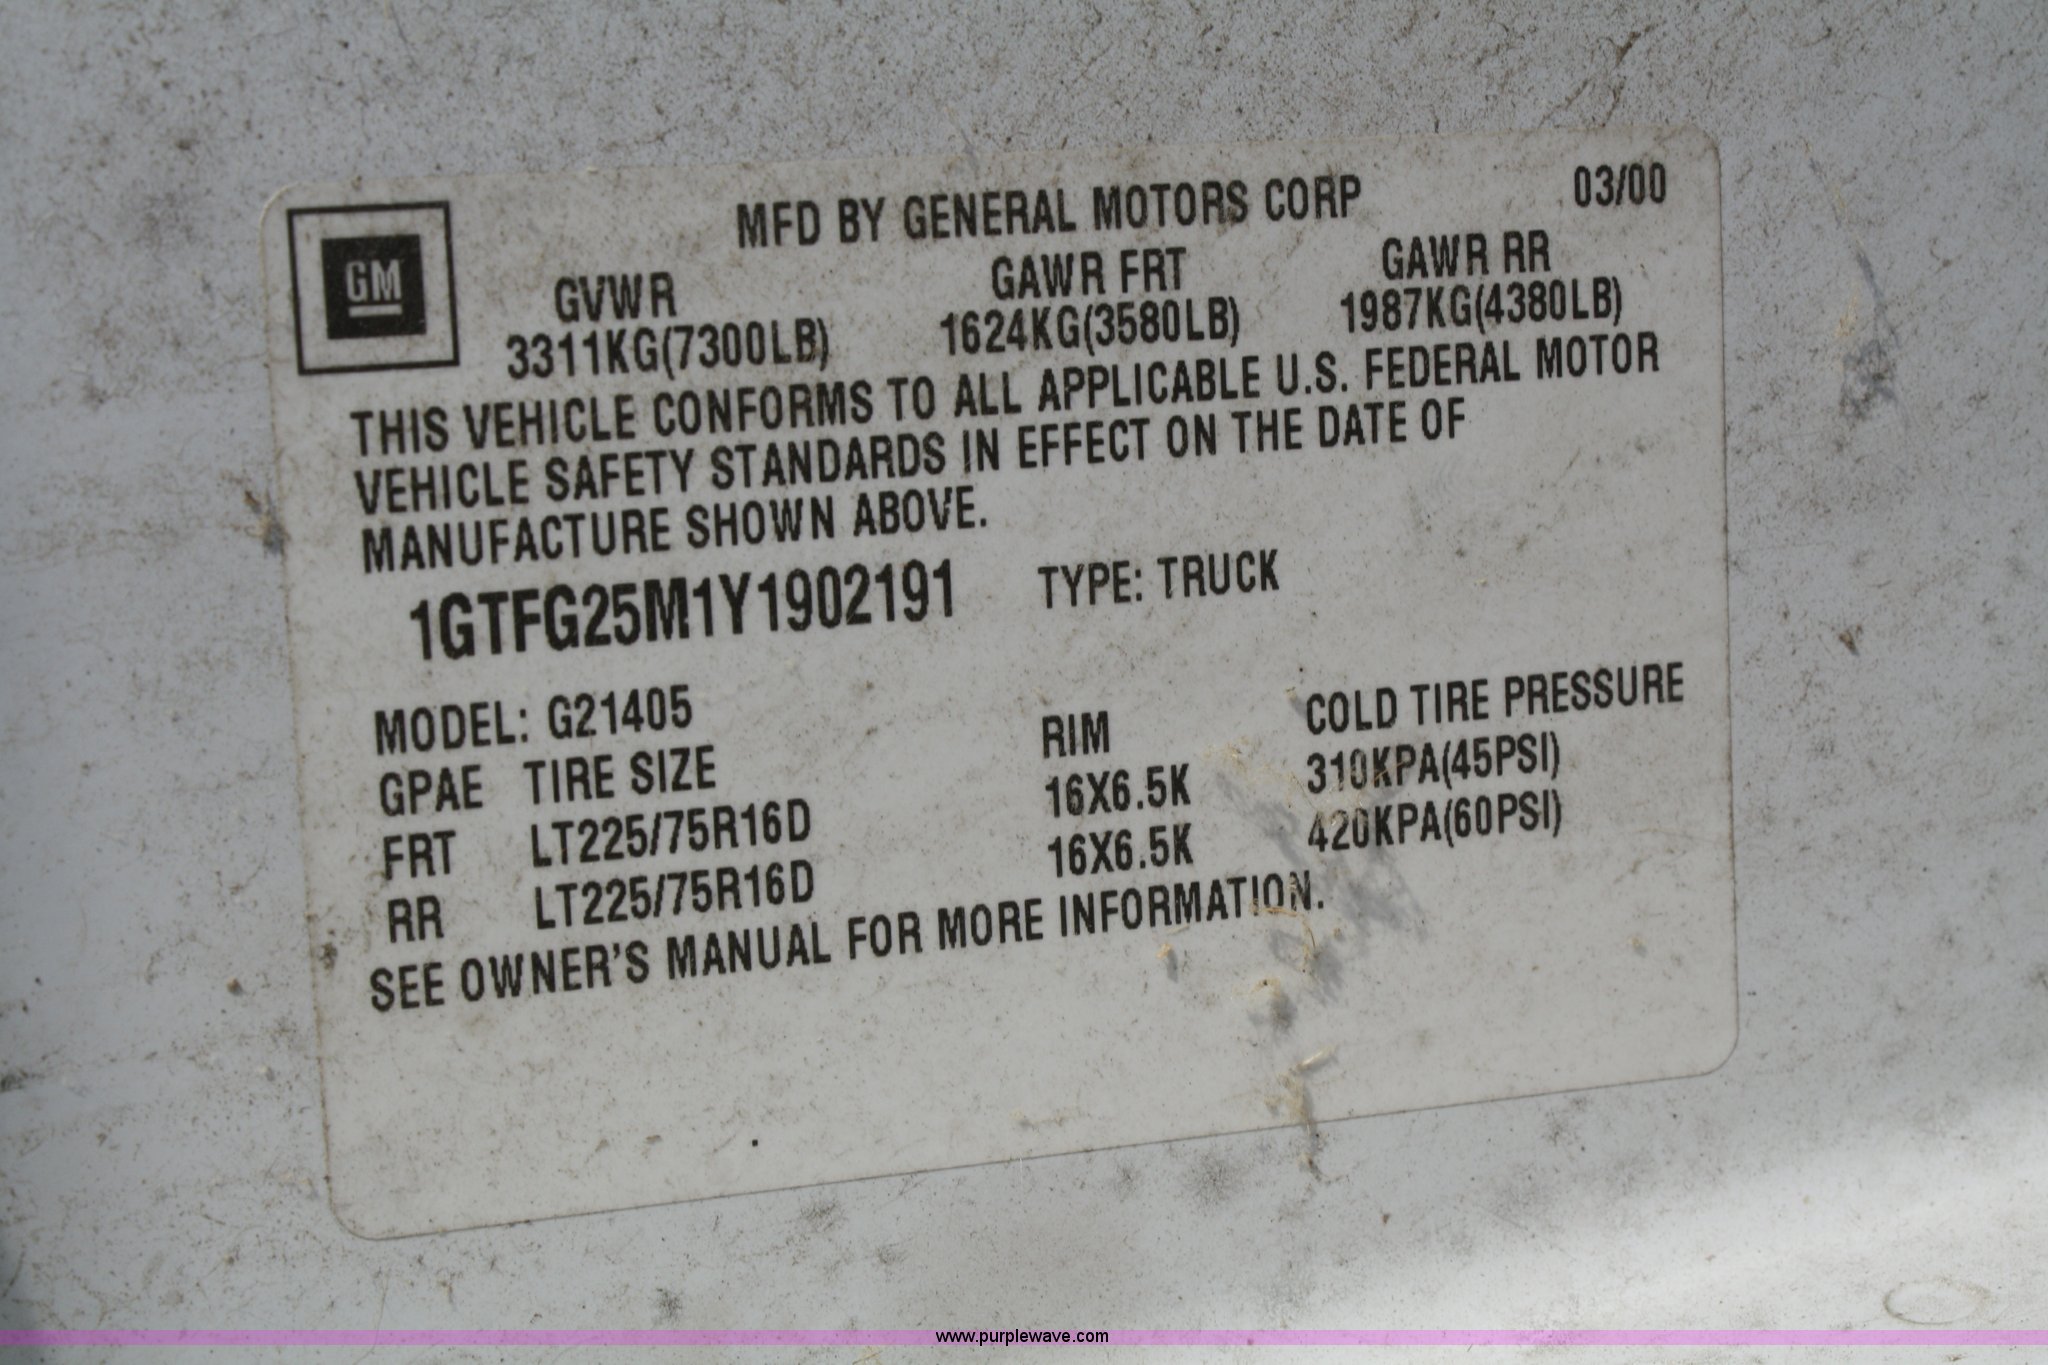 GM
MFD BY GENERAL MOTORS CORP 03/00
GVWR GAWR FRT GAWR RR
3311KG(7300LB) 1624KG(3580LB) 1987KG(4380LB)
THIS VEHICLE CONFORMS TO ALL APPLICABLE U.S. FEDERAL MOTOR
VEHICLE SAFETY STANDARDS IN EFFECT ON THE DATE OF
MANUFACTURE SHOWN ABOVE.
1GTFG25M1Y1902191 TYPE: TRUCK
MODEL: G21405
GPAE TIRE SIZE RIM COLD TIRE PRESSURE
FRT LT225/75R16D 16X6.5K 310KPA(45PSI)
RR LT225/75R16D 16X6.5K 420KPA(60PSI)
SEE OWNER'S MANUAL FOR MORE INFORMATION.
www.purplewave.com